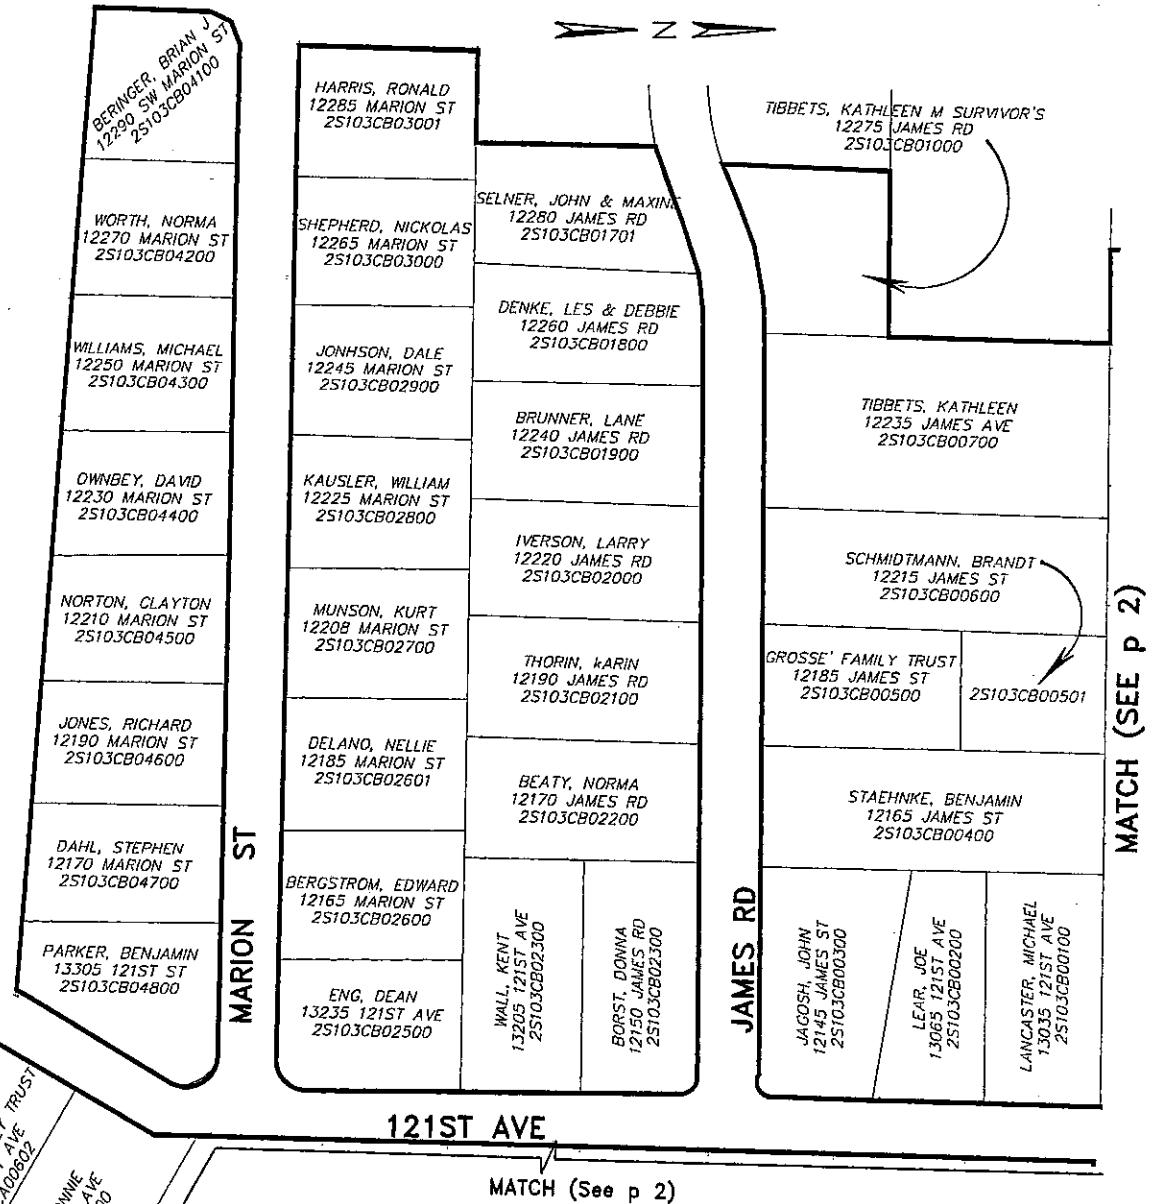 Z
BERINGER, BRIAN J
12290 SW MARION ST
2S103CB04100
WORTH, NORMA
12270 MARION ST
2S103CB04200
WILLIAMS, MICHAEL
12250 MARION ST
2S103CB04300
OWNBEY, DAVID
12230 MARION ST
2S103CB04400
NORTON, CLAYTON
12210 MARION ST
2S103CB04500
JONES, RICHARD
12190 MARION ST
2S103CB04600
DAHL, STEPHEN
12170 MARION ST
2S103CB04700
PARKER, BENJAMIN
13305 121ST ST
2S103CB04800
MARION ST
HARRIS, RONALD
12285 MARION ST
2S103CB03001
SHEPHERD, NICKOLAS
12265 MARION ST
2S103CB03000
JONHSON, DALE
12245 MARION ST
2S103CB02900
KAUSLER, WILLIAM
12225 MARION ST
2S103CB02800
MUNSON, KURT
12208 MARION ST
2S103CB02700
DELANO, NELLIE
12185 MARION ST
2S103CB02601
BERGSTROM, EDWARD
12165 MARION ST
2S103CB02600
ENG, DEAN
13235 121ST AVE
2S103CB02500
SELNER, JOHN & MAXINE
12280 JAMES RD
2S103CB01701
DENKE, LES & DEBBIE
12260 JAMES RD
2S103CB01800
BRUNNER, LANE
12240 JAMES RD
2S103CB01900
IVERSON, LARRY
12220 JAMES RD
2S103CB02000
THORIN, kARIN
12190 JAMES RD
2S103CB02100
BEATY, NORMA
12170 JAMES RD
2S103CB02200
WALL, KENT
13205 121ST AVE
2S103CB02300
BORST, DONNA
12150 JAMES RD
2S103CB02300
JAMES RD
TIBBETS, KATHLEEN M SURVIVOR'S
12275 JAMES RD
2S103CB01000
TIBBETS, KATHLEEN
12235 JAMES AVE
2S103CB00700
SCHMIDTMANN, BRANDT
12215 JAMES ST
2S103CB00600
GROSSE' FAMILY TRUST
12185 JAMES ST
2S103CB00500
2S103CB00501
STAEHNKE, BENJAMIN
12165 JAMES ST
2S103CB00400
JAGOSH, JOHN
12145 JAMES ST
2S103CB00300
LEAR, JOE
13065 121ST AVE
2S103CB00200
LANCASTER, MICHAEL
13035 121ST AVE
2S103CB00100
MATCH (SEE p 2)
121ST AVE
MATCH (See p 2)
TRUST
AVE
A00602
NNIE
AVE
00